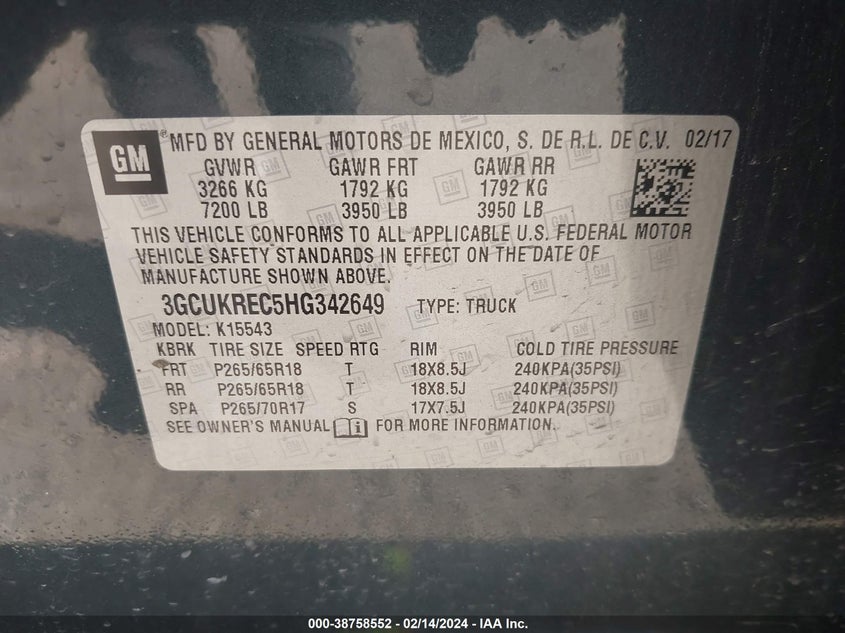 GM ® MFD BY GENERAL MOTORS DE MEXICO, S. DE R.L. DE C.V. 02/17
GVWR GAWR FRT GAWR RR
3266 KG 1792 KG 1792 KG
7200 LB 3950 LB 3950 LB
THIS VEHICLE CONFORMS TO ALL APPLICABLE U.S. FEDERAL MOTOR
VEHICLE SAFETY STANDARDS IN EFFECT ON THE DATE OF
MANUFACTURE SHOWN ABOVE.
3GCUKREC5HG342649 TYPE: TRUCK
MODEL: K15543
KBRK TIRE SIZE SPEED RTG RIM COLD TIRE PRESSURE
FRT P265/65R18 T 18X8.5J 240KPA(35PSI)
RR P265/65R18 T 18X8.5J 240KPA(35PSI)
SPA P265/70R17 S 17X7.5J 240KPA(35PSI)
SEE OWNER'S MANUAL FOR MORE INFORMATION.
000-38758552 - 02/14/2024 - IAA Inc.